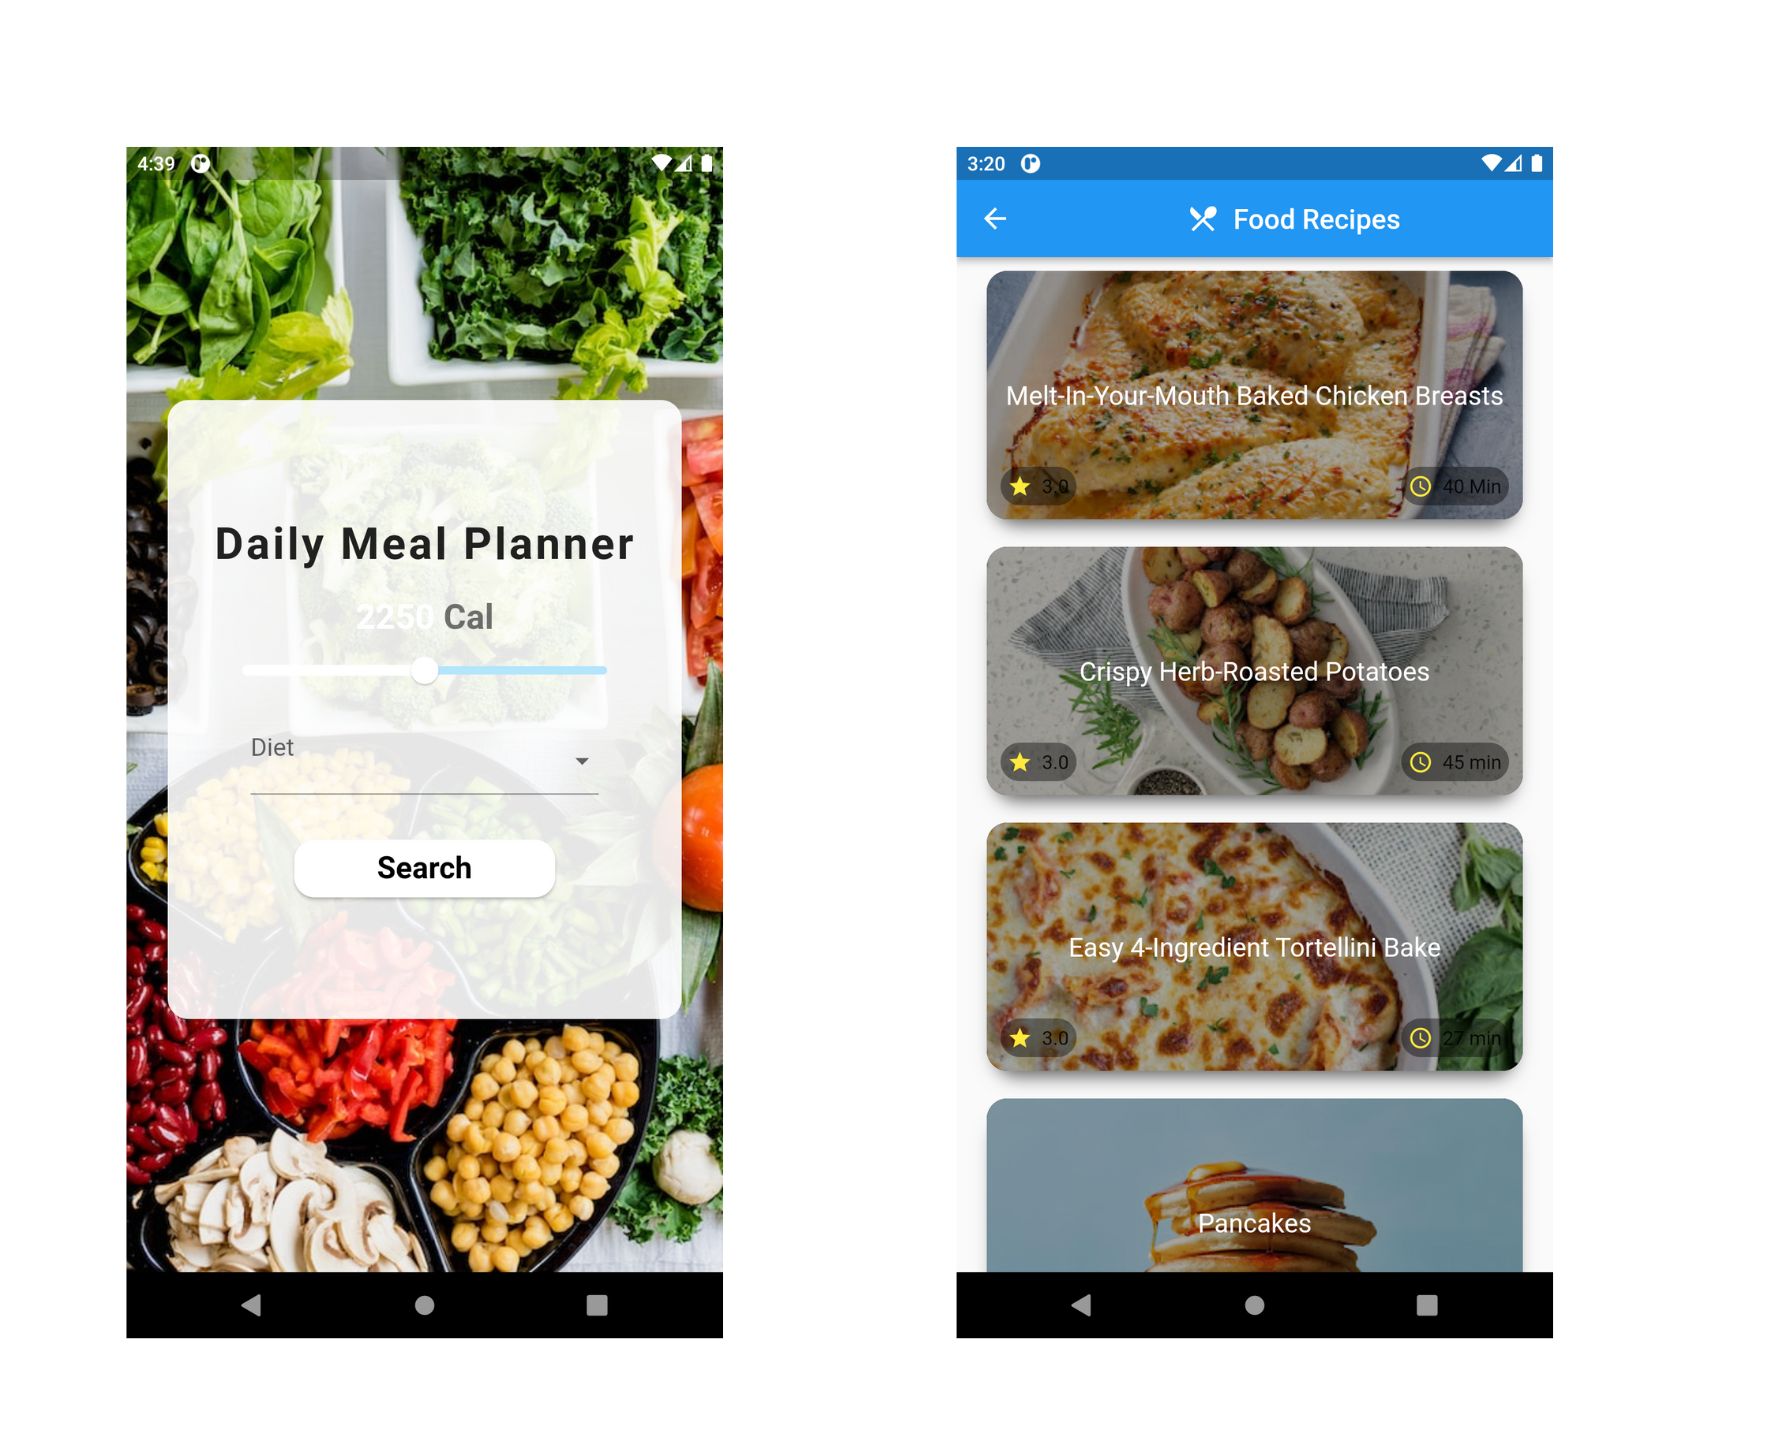 4:39
Daily Meal Planner
2250 Cal
Diet
Search
3:20
Food Recipes
Melt-In-Your-Mouth Baked Chicken Breasts
3.0
40 Min
Crispy Herb-Roasted Potatoes
3.0
45 min
Easy 4-Ingredient Tortellini Bake
3.0
27 min
Pancakes